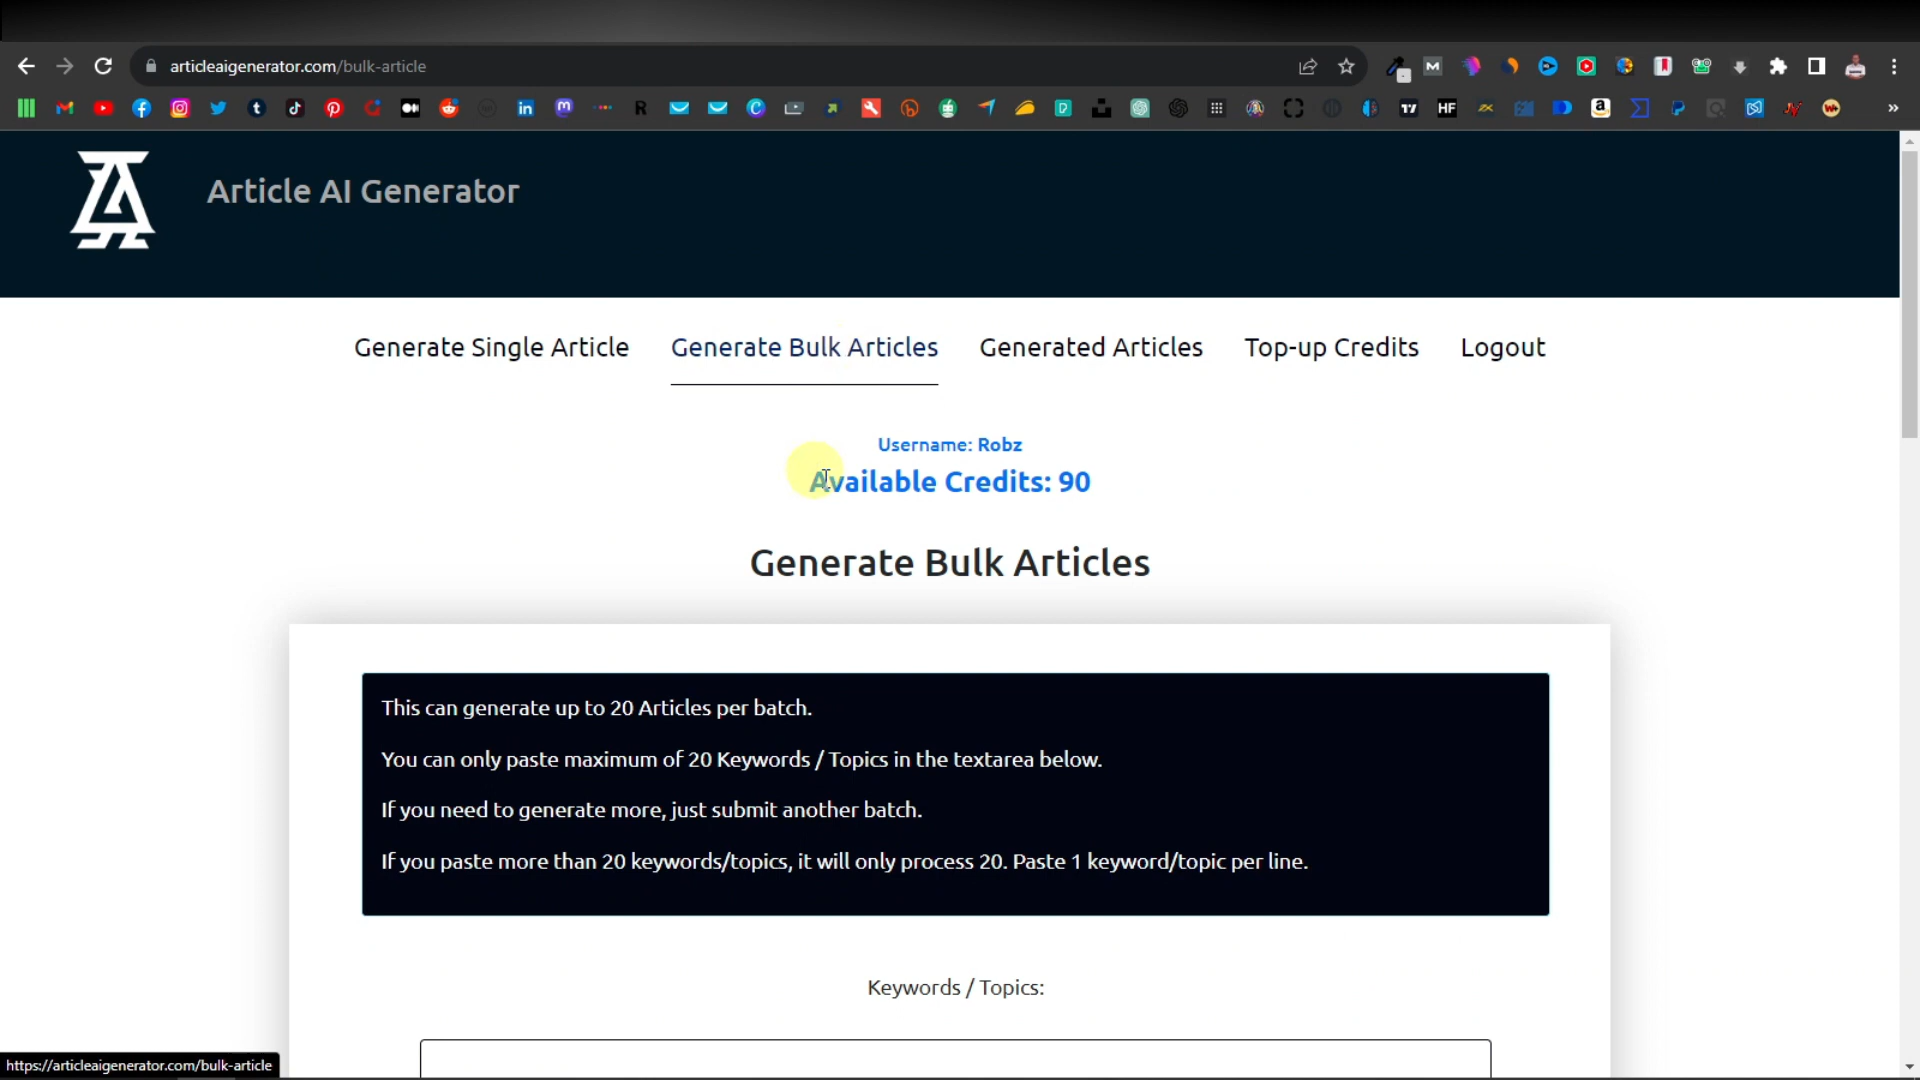 articleaigenerator.com/bulk-article
Article AI Generator
Generate Single Article Generate Bulk Articles Generated Articles Top-up Credits Logout
Username: Robz
Available Credits: 90
Generate Bulk Articles
This can generate up to 20 Articles per batch.
You can only paste maximum of 20 Keywords / Topics in the textarea below.
If you need to generate more, just submit another batch.
If you paste more than 20 keywords/topics, it will only process 20. Paste 1 keyword/topic per line.
Keywords / Topics:
https://articleaigenerator.com/bulk-article